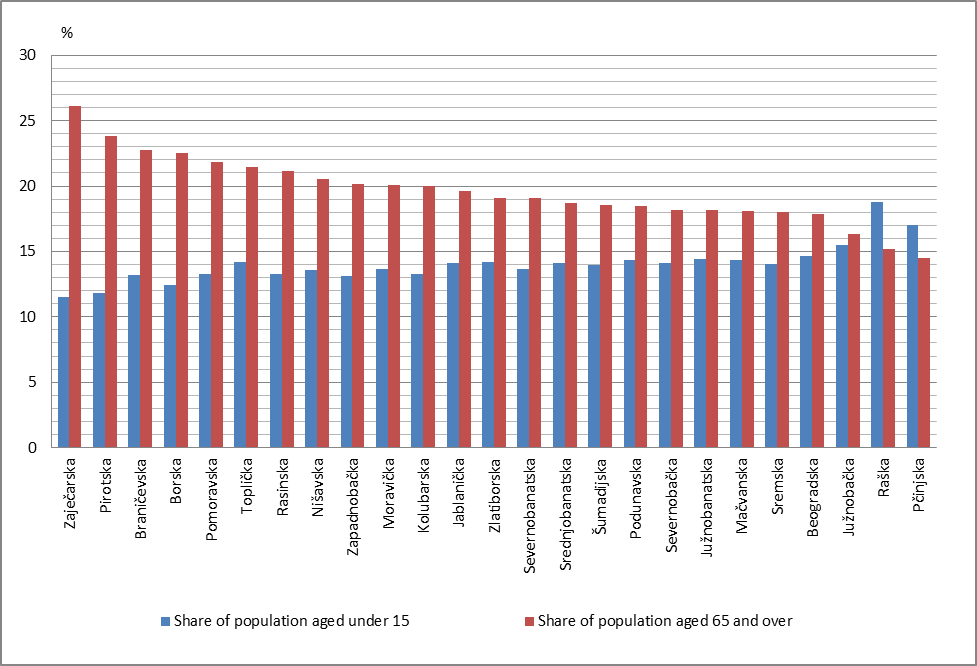 %
30
25
20
15
10
5
0
Zaječarska
Pirotska
Braničevska
Borska
Pomoravska
Toplička
Rasinska
Nišavska
Zapadnobačka
Moravička
Kolubarska
Jablanička
Zlatiborska
Severnobanatska
Srednjobanatska
Šumadijska
Podunavska
Severnobačka
Južnobanatska
Mačvanska
Sremska
Beogradska
Južnobačka
Raška
Pčinjska
Share of population aged under 15
Share of population aged 65 and over